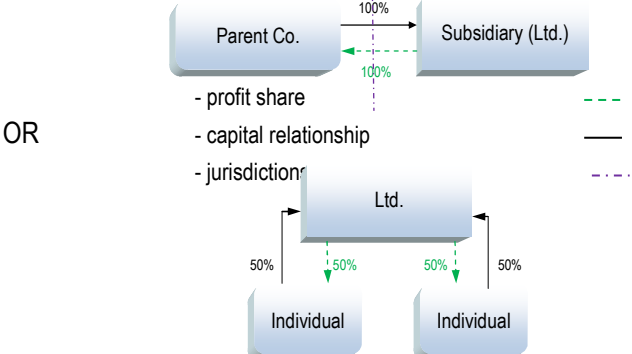 100%
Parent Co.
Subsidiary (Ltd.)
100%
- profit share
OR
- capital relationship
- jurisdictions
Ltd.
50%
50%
50%
50%
Individual
Individual